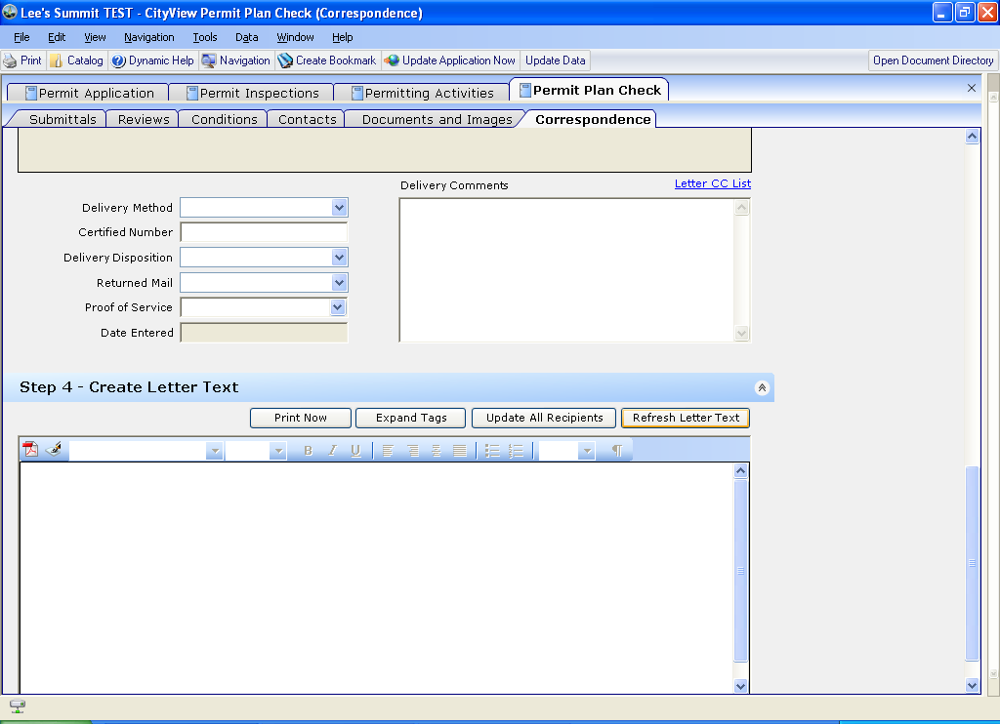 Lee's Summit TEST - CityView Permit Plan Check (Correspondence)
File Edit View Navigation Tools Data Window Help
Print Catalog Dynamic Help Navigation Create Bookmark Update Application Now Update Data Open Document Directory
Permit Application Permit Inspections Permitting Activities Permit Plan Check
Submittals Reviews Conditions Contacts Documents and Images Correspondence
Delivery Comments Letter CC List
Delivery Method
Certified Number
Delivery Disposition
Returned Mail
Proof of Service
Date Entered
Step 4 - Create Letter Text
Print Now Expand Tags Update All Recipients Refresh Letter Text
B I U ¶